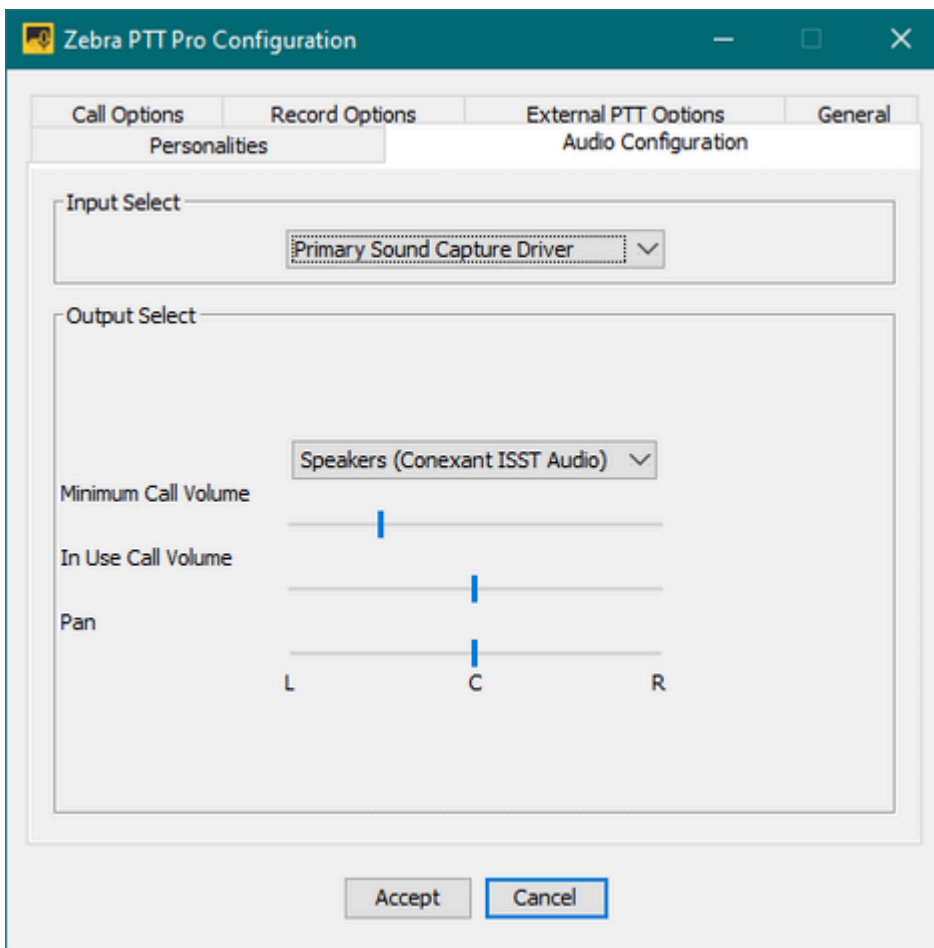 Zebra PTT Pro Configuration
Call Options Record Options External PTT Options General
Personalities Audio Configuration
Input Select
Primary Sound Capture Driver
Output Select
Speakers (Conexant ISST Audio)
Minimum Call Volume
In Use Call Volume
Pan
L C R
Accept Cancel